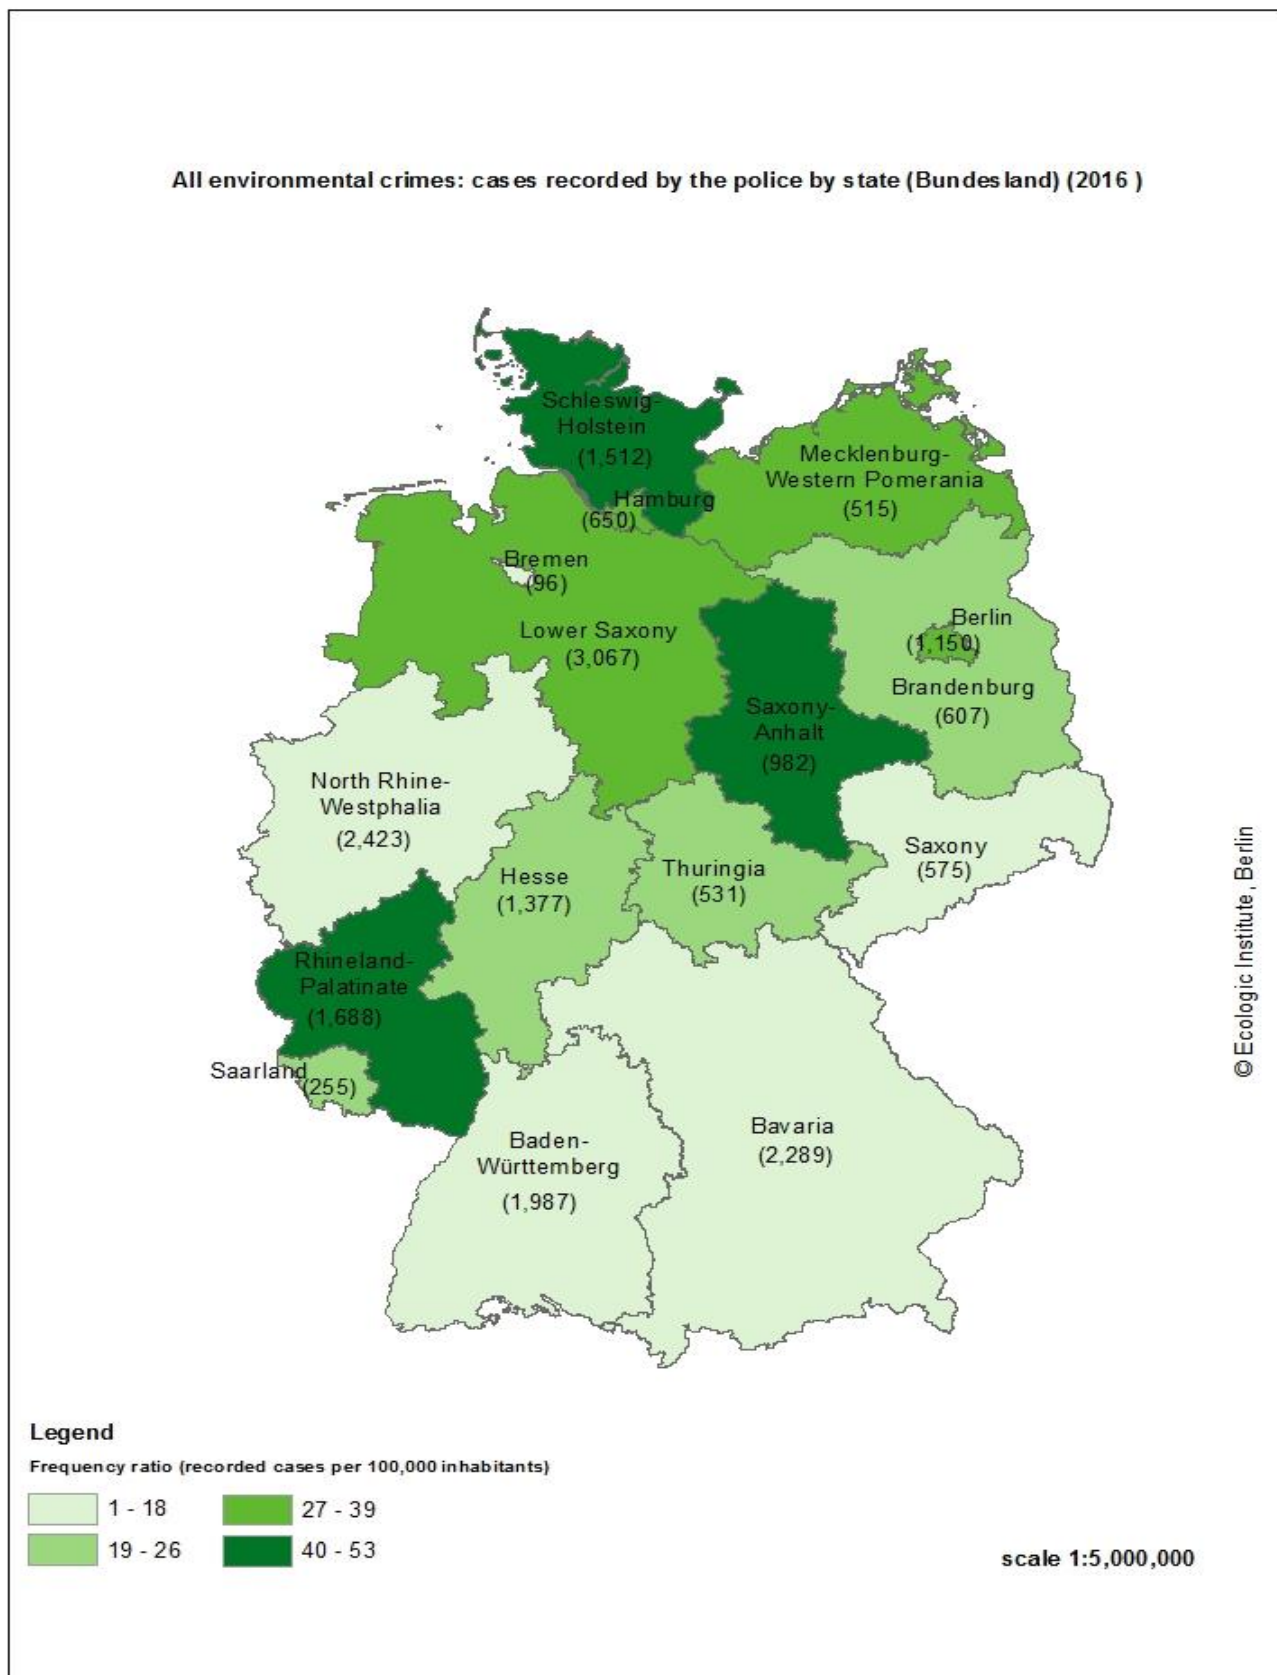 All environmental crimes: cases recorded by the police by state (Bundesland) (2016 )
Schleswig-
Holstein
(1,512)
Mecklenburg-
Western Pomerania
(515)
Hamburg
(650)
Bremen
(96)
Lower Saxony
(3,067)
Berlin
(1,150)
Brandenburg
(607)
Saxony-
Anhalt
(982)
North Rhine-
Westphalia
(2,423)
Hesse
(1,377)
Thuringia
(531)
Saxony
(575)
Rhineland-
Palatinate
(1,688)
Saarland
(255)
Baden-
Württemberg
(1,987)
Bavaria
(2,289)
© Ecologic Institute, Berlin
Legend
Frequency ratio (recorded cases per 100,000 inhabitants)
1 - 18
19 - 26
27 - 39
40 - 53
scale 1:5,000,000